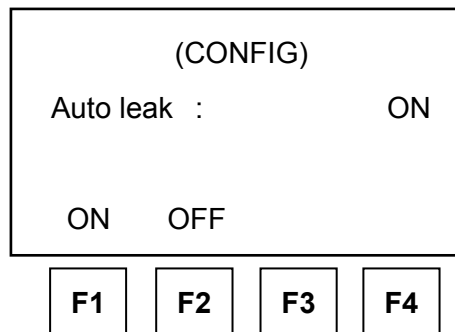 (CONFIG)
Auto leak : ON
ON OFF
F1 F2 F3 F4